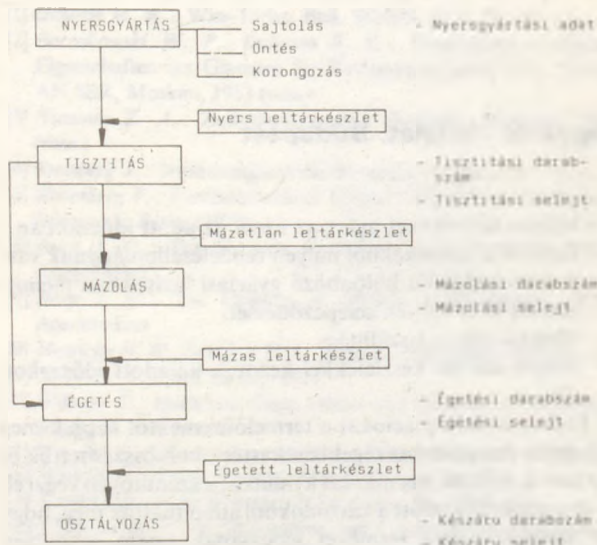 NYERSGYÁRTÁS
Sajtolás
- Nyersgyártási adat
Öntés
Korongozás
Nyers leltárkészlet
TISZTITÁS
- Tisztitási darab-
szám
- Tisztitási selejt
Mázatlan leltárkészlet
MÁZOLÁS
- Mázolási darabszám
- Mázolási selejt
Mázas leltárkészlet
ÉGETÉS
- Égetési darabszám
- Égetési selejt
Égetett leltárkészlet
OSZTÁLYOZÁS
- Készáru darabszám
- Készáru selejt